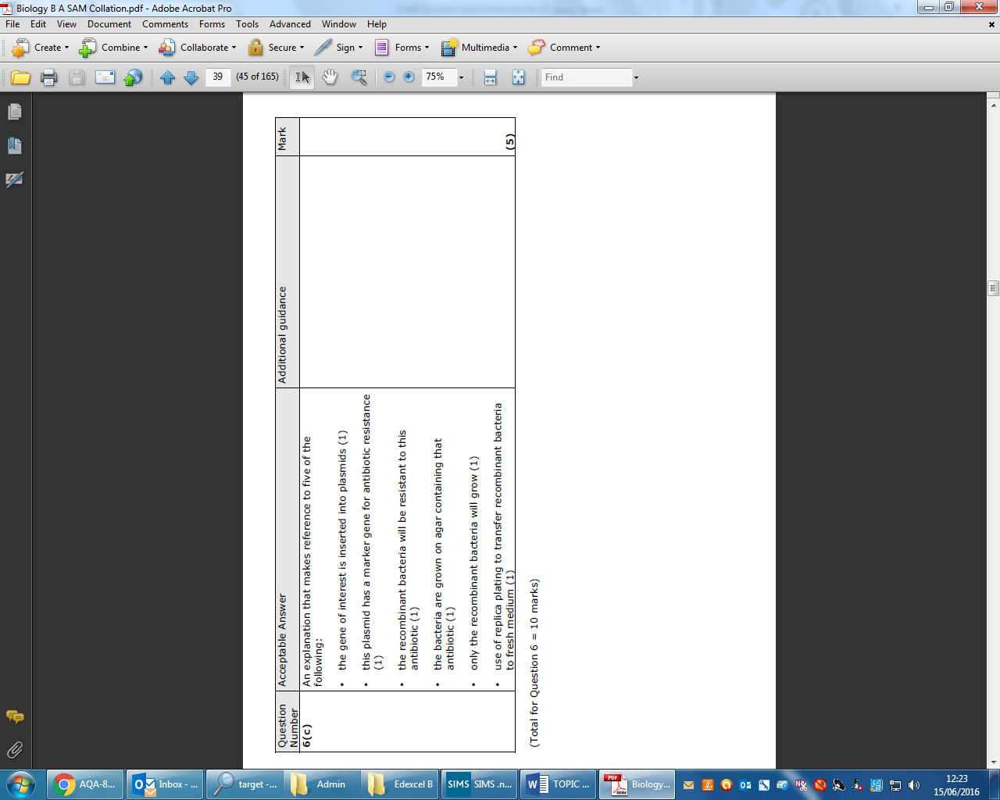 Biology B A SAM Collation.pdf - Adobe Acrobat Pro
File Edit View Document Comments Forms Tools Advanced Window Help
Create Combine Collaborate Secure Sign Forms Multimedia Comment
39 (45 of 165) 75% Find
Question Number Acceptable Answer Additional guidance Mark
6(c) An explanation that makes reference to five of the
following:
• the gene of interest is inserted into plasmids (1)
• this plasmid has a marker gene for antibiotic resistance
(1)
• the recombinant bacteria will be resistant to this
antibiotic (1)
• the bacteria are grown on agar containing that
antibiotic (1)
• only the recombinant bacteria will grow (1)
• use of replica plating to transfer recombinant bacteria
to fresh medium (1)
(5)
(Total for Question 6 = 10 marks)
AQA-8... Inbox - ... target -... Admin Edexcel B SIMS SIMS .n... TOPIC ... PDF Biology...
12:23
15/06/2016